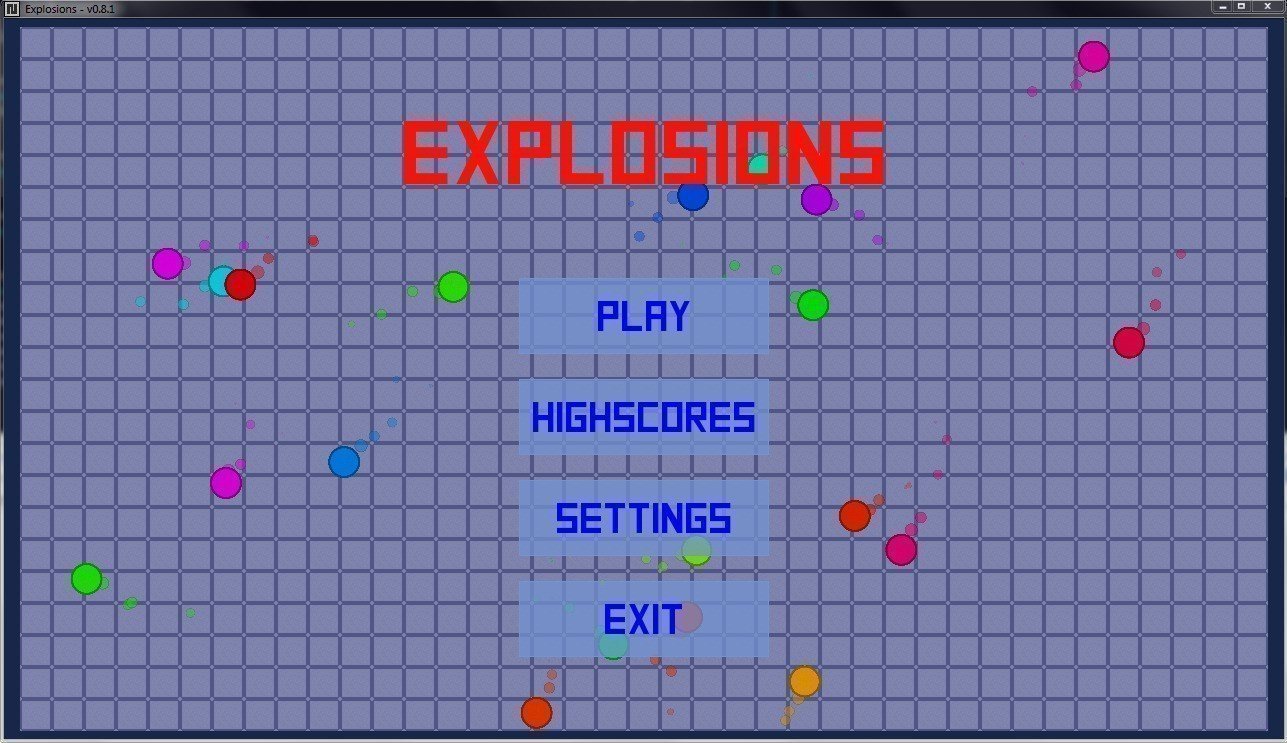 Explosions - v0.8.1
EXPLOSIONS
PLAY
HIGHSCORES
SETTINGS
EXIT